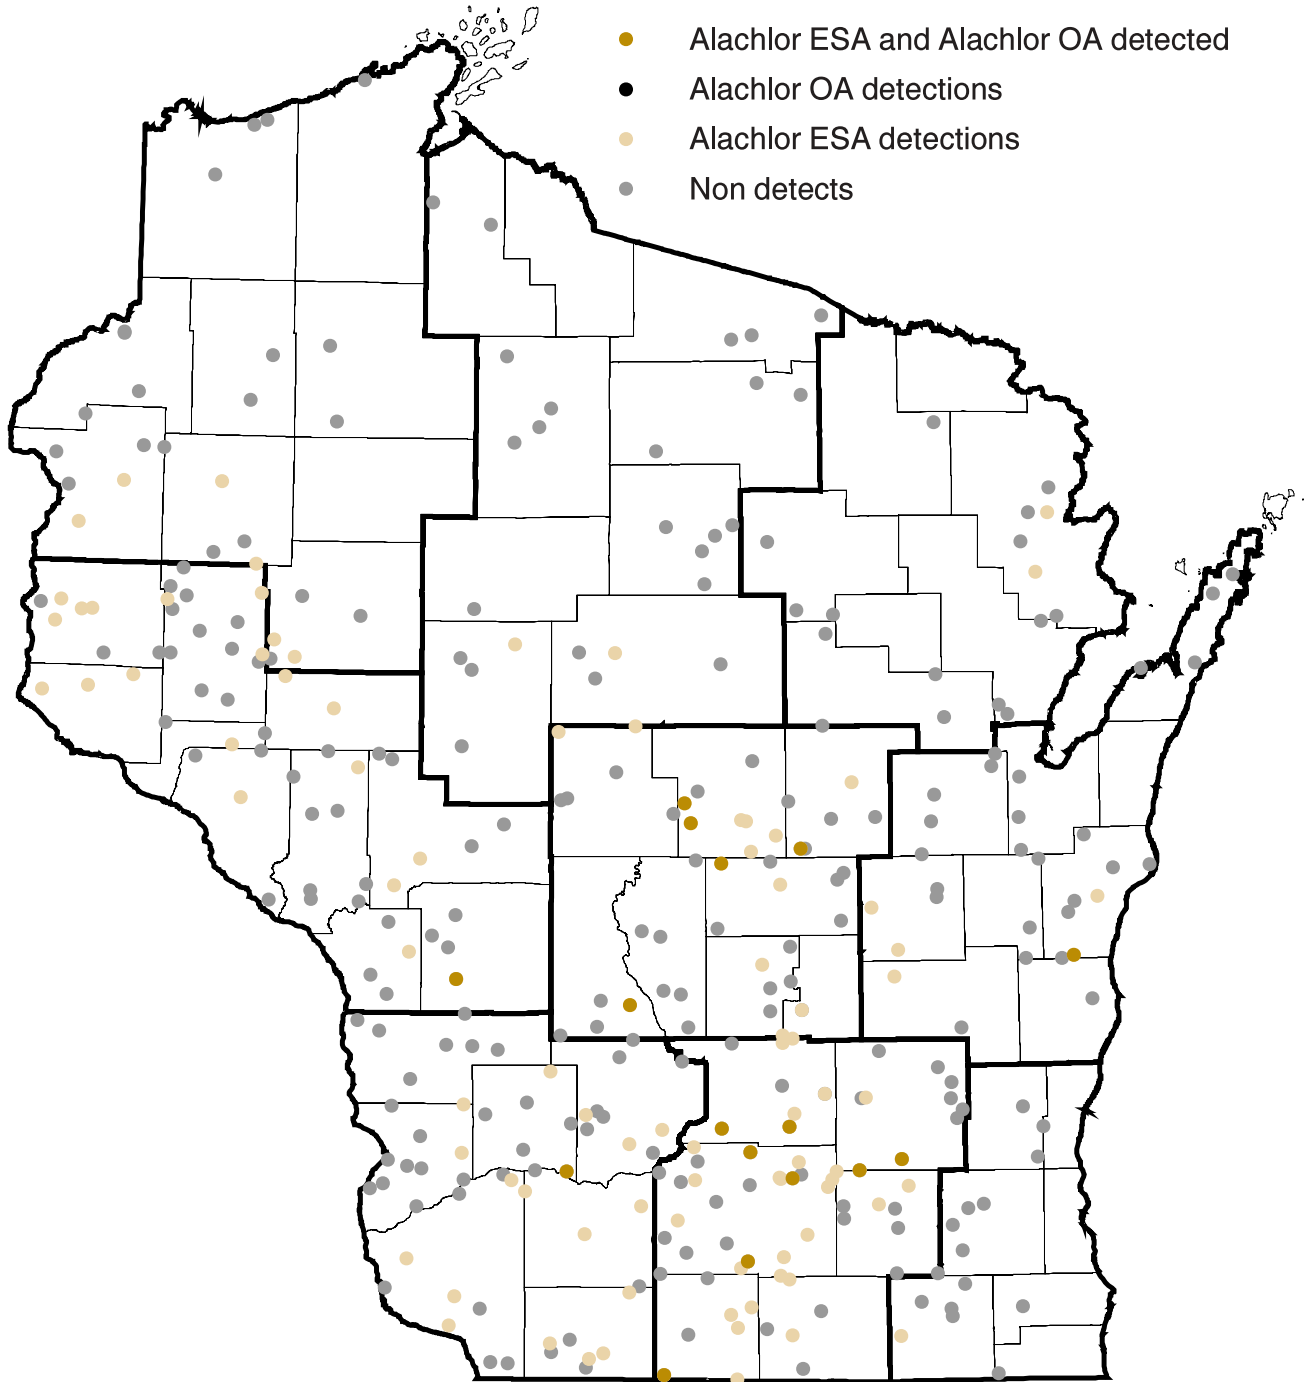 Alachlor ESA and Alachlor OA detected
Alachlor OA detections
Alachlor ESA detections
Non detects